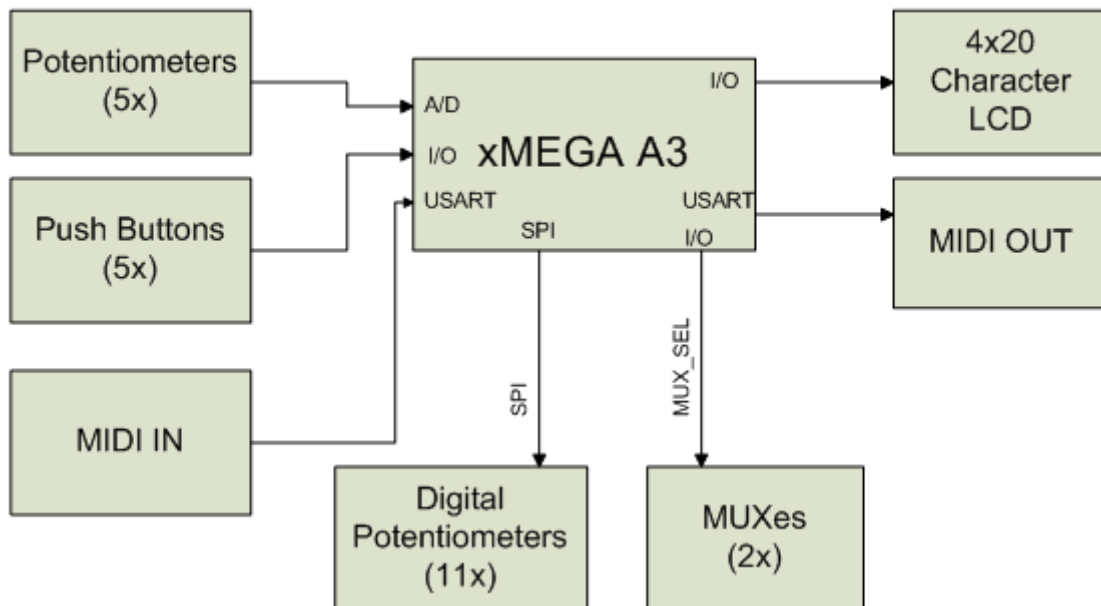 Potentiometers
(5x)
Push Buttons
(5x)
MIDI IN
A/D
I/O
USART
xMEGA A3
SPI
I/O
USART
I/O
4x20
Character
LCD
MIDI OUT
SPI
MUX_SEL
Digital
Potentiometers
(11x)
MUXes
(2x)